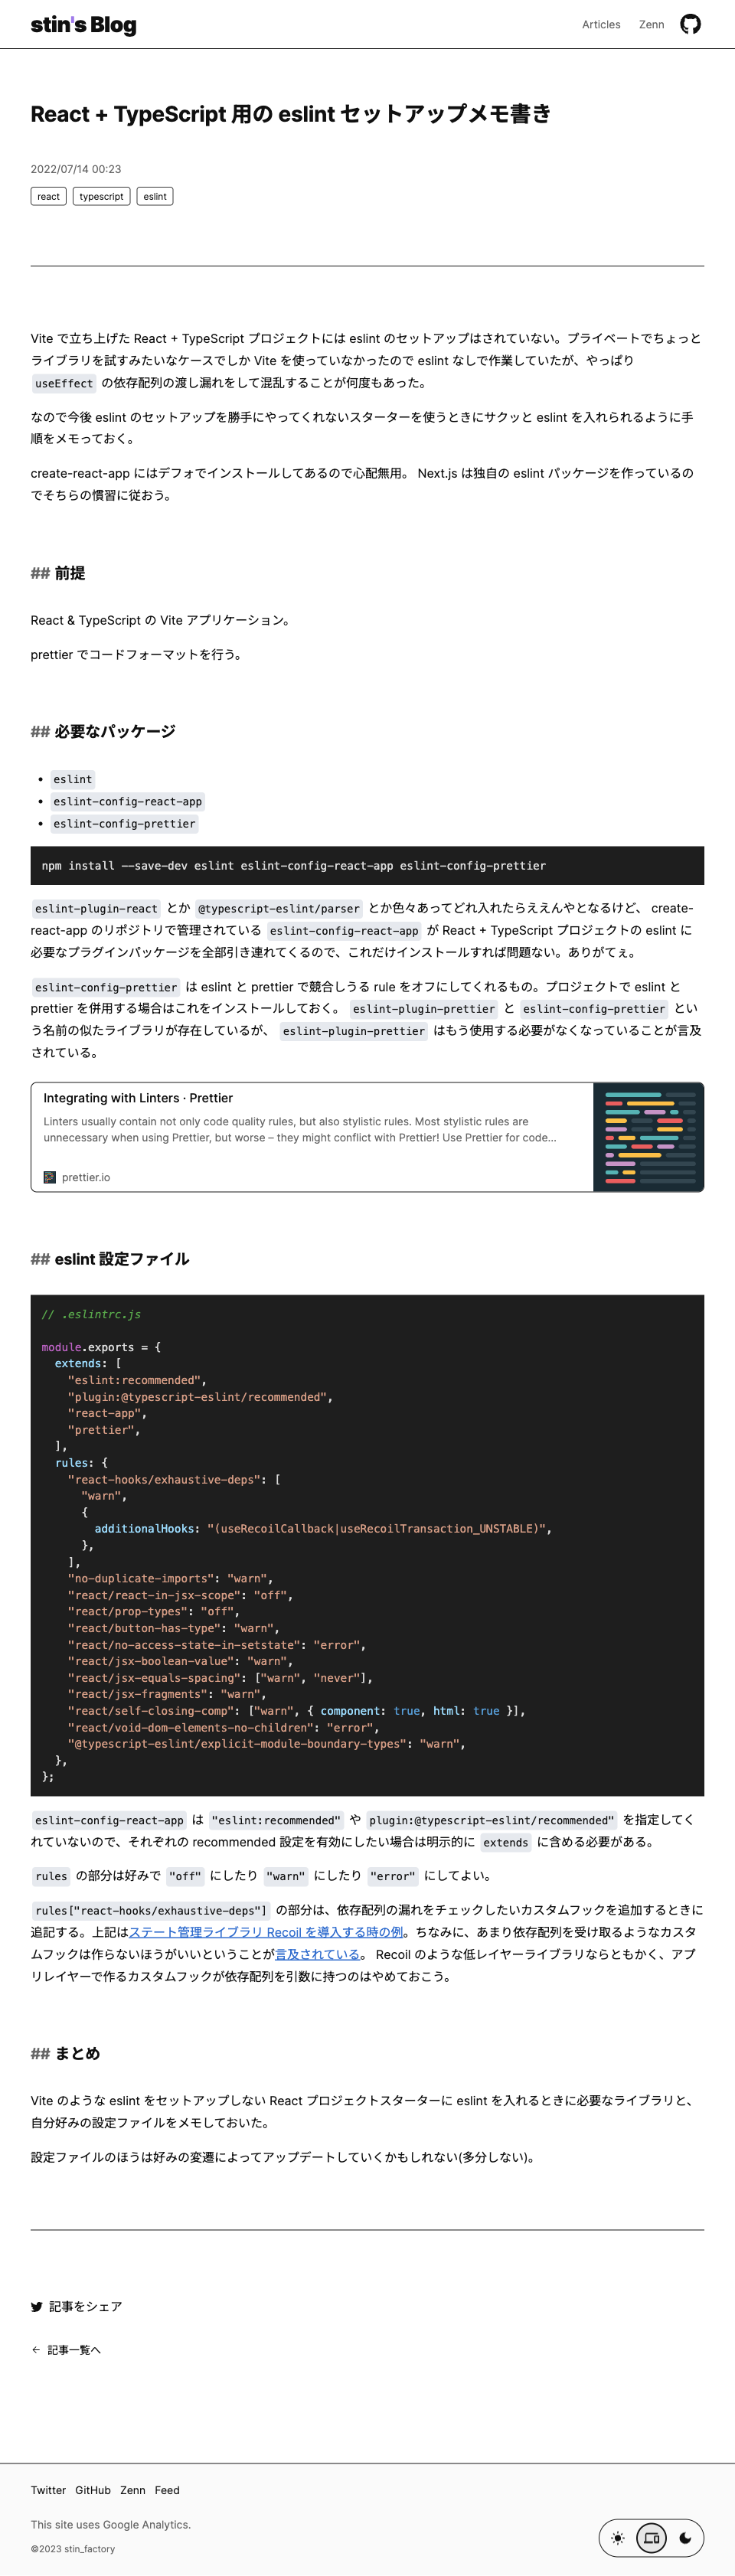 stin's Blog
Articles Zenn
React + TypeScript 用の eslint セットアップメモ書き
2022/07/14 00:23
react typescript eslint
Vite で立ち上げた React + TypeScript プロジェクトには eslint のセットアップはされていない。プライベートでちょっと
ライブラリを試すみたいなケースでしか Vite を使っていなかったので eslint なしで作業していたが、やっぱり
useEffect の依存配列の渡し漏れをして混乱することが何度もあった。
なので今後 eslint のセットアップを勝手にやってくれないスターターを使うときにサクッと eslint を入れられるように手
順をメモっておく。
create-react-app にはデフォでインストールしてあるので心配無用。 Next.js は独自の eslint パッケージを作っているの
でそちらの慣習に従おう。
## 前提
React & TypeScript の Vite アプリケーション。
prettier でコードフォーマットを行う。
## 必要なパッケージ
• eslint
• eslint-config-react-app
• eslint-config-prettier
npm install --save-dev eslint eslint-config-react-app eslint-config-prettier
eslint-plugin-react とか @typescript-eslint/parser とか色々あってどれ入れたらええんやとなるけど、 create-
react-app のリポジトリで管理されている eslint-config-react-app が React + TypeScript プロジェクトの eslint に
必要なプラグインパッケージを全部引き連れてくるので、これだけインストールすれば問題ない。ありがてぇ。
eslint-config-prettier は eslint と prettier で競合しうる rule をオフにしてくれるもの。プロジェクトで eslint と
prettier を併用する場合はこれをインストールしておく。 eslint-plugin-prettier と eslint-config-prettier とい
う名前の似たライブラリが存在しているが、 eslint-plugin-prettier はもう使用する必要がなくなっていることが言及
されている。
Integrating with Linters · Prettier
Linters usually contain not only code quality rules, but also stylistic rules. Most stylistic rules are
unnecessary when using Prettier, but worse – they might conflict with Prettier! Use Prettier for code...
prettier.io
## eslint 設定ファイル
// .eslintrc.js
module.exports = {
  extends: [
    "eslint:recommended",
    "plugin:@typescript-eslint/recommended",
    "react-app",
    "prettier",
  ],
  rules: {
    "react-hooks/exhaustive-deps": [
      "warn",
      {
        additionalHooks: "(useRecoilCallback|useRecoilTransaction_UNSTABLE)",
      },
    ],
    "no-duplicate-imports": "warn",
    "react/react-in-jsx-scope": "off",
    "react/prop-types": "off",
    "react/button-has-type": "warn",
    "react/no-access-state-in-setstate": "error",
    "react/jsx-boolean-value": "warn",
    "react/jsx-equals-spacing": ["warn", "never"],
    "react/jsx-fragments": "warn",
    "react/self-closing-comp": ["warn", { component: true, html: true }],
    "react/void-dom-elements-no-children": "error",
    "@typescript-eslint/explicit-module-boundary-types": "warn",
  },
};
eslint-config-react-app は "eslint:recommended" や plugin:@typescript-eslint/recommended" を指定してく
れていないので、それぞれの recommended 設定を有効にしたい場合は明示的に extends に含める必要がある。
rules の部分は好みで "off" にしたり "warn" にしたり "error" にしてよい。
rules["react-hooks/exhaustive-deps"] の部分は、依存配列の漏れをチェックしたいカスタムフックを追加するときに
追記する。上記はステート管理ライブラリ Recoil を導入する時の例。ちなみに、あまり依存配列を受け取るようなカスタ
ムフックは作らないほうがいいということが言及されている。 Recoil のような低レイヤーライブラリならともかく、アプ
リレイヤーで作るカスタムフックが依存配列を引数に持つのはやめておこう。
## まとめ
Vite のような eslint をセットアップしない React プロジェクトスターターに eslint を入れるときに必要なライブラリと、
自分好みの設定ファイルをメモしておいた。
設定ファイルのほうは好みの変遷によってアップデートしていくかもしれない(多分しない)。
記事をシェア
← 記事一覧へ
Twitter GitHub Zenn Feed
This site uses Google Analytics.
©2023 stin_factory